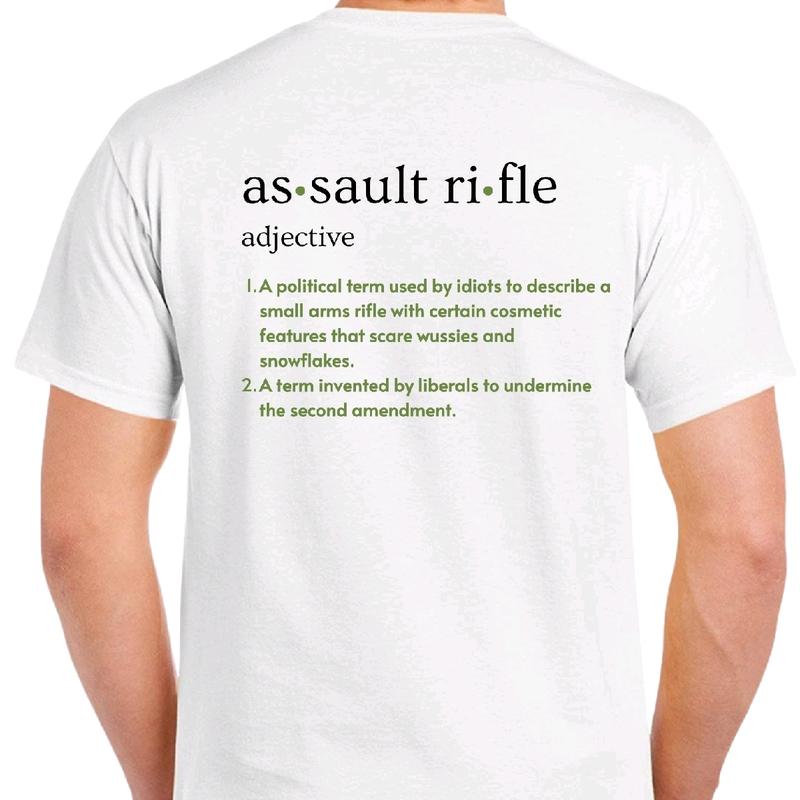 as•sault ri•fle
adjective
1. A political term used by idiots to describe a
small arms rifle with certain cosmetic
features that scare wussies and
snowflakes.
2. A term invented by liberals to undermine
the second amendment.